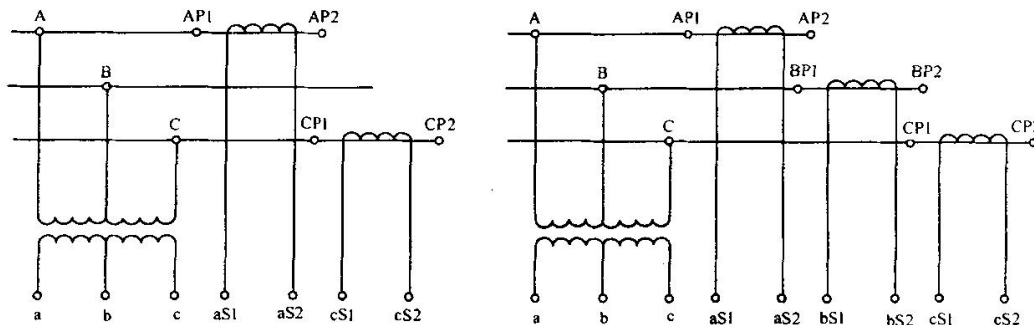 A AP1 AP2
B
C CP1 CP2
a b c aS1 aS2 cS1 cS2
A AP1 AP2
B BP1 BP2
C CP1 CP2
a b c aS1 aS2 bS1 bS2 cS1 cS2